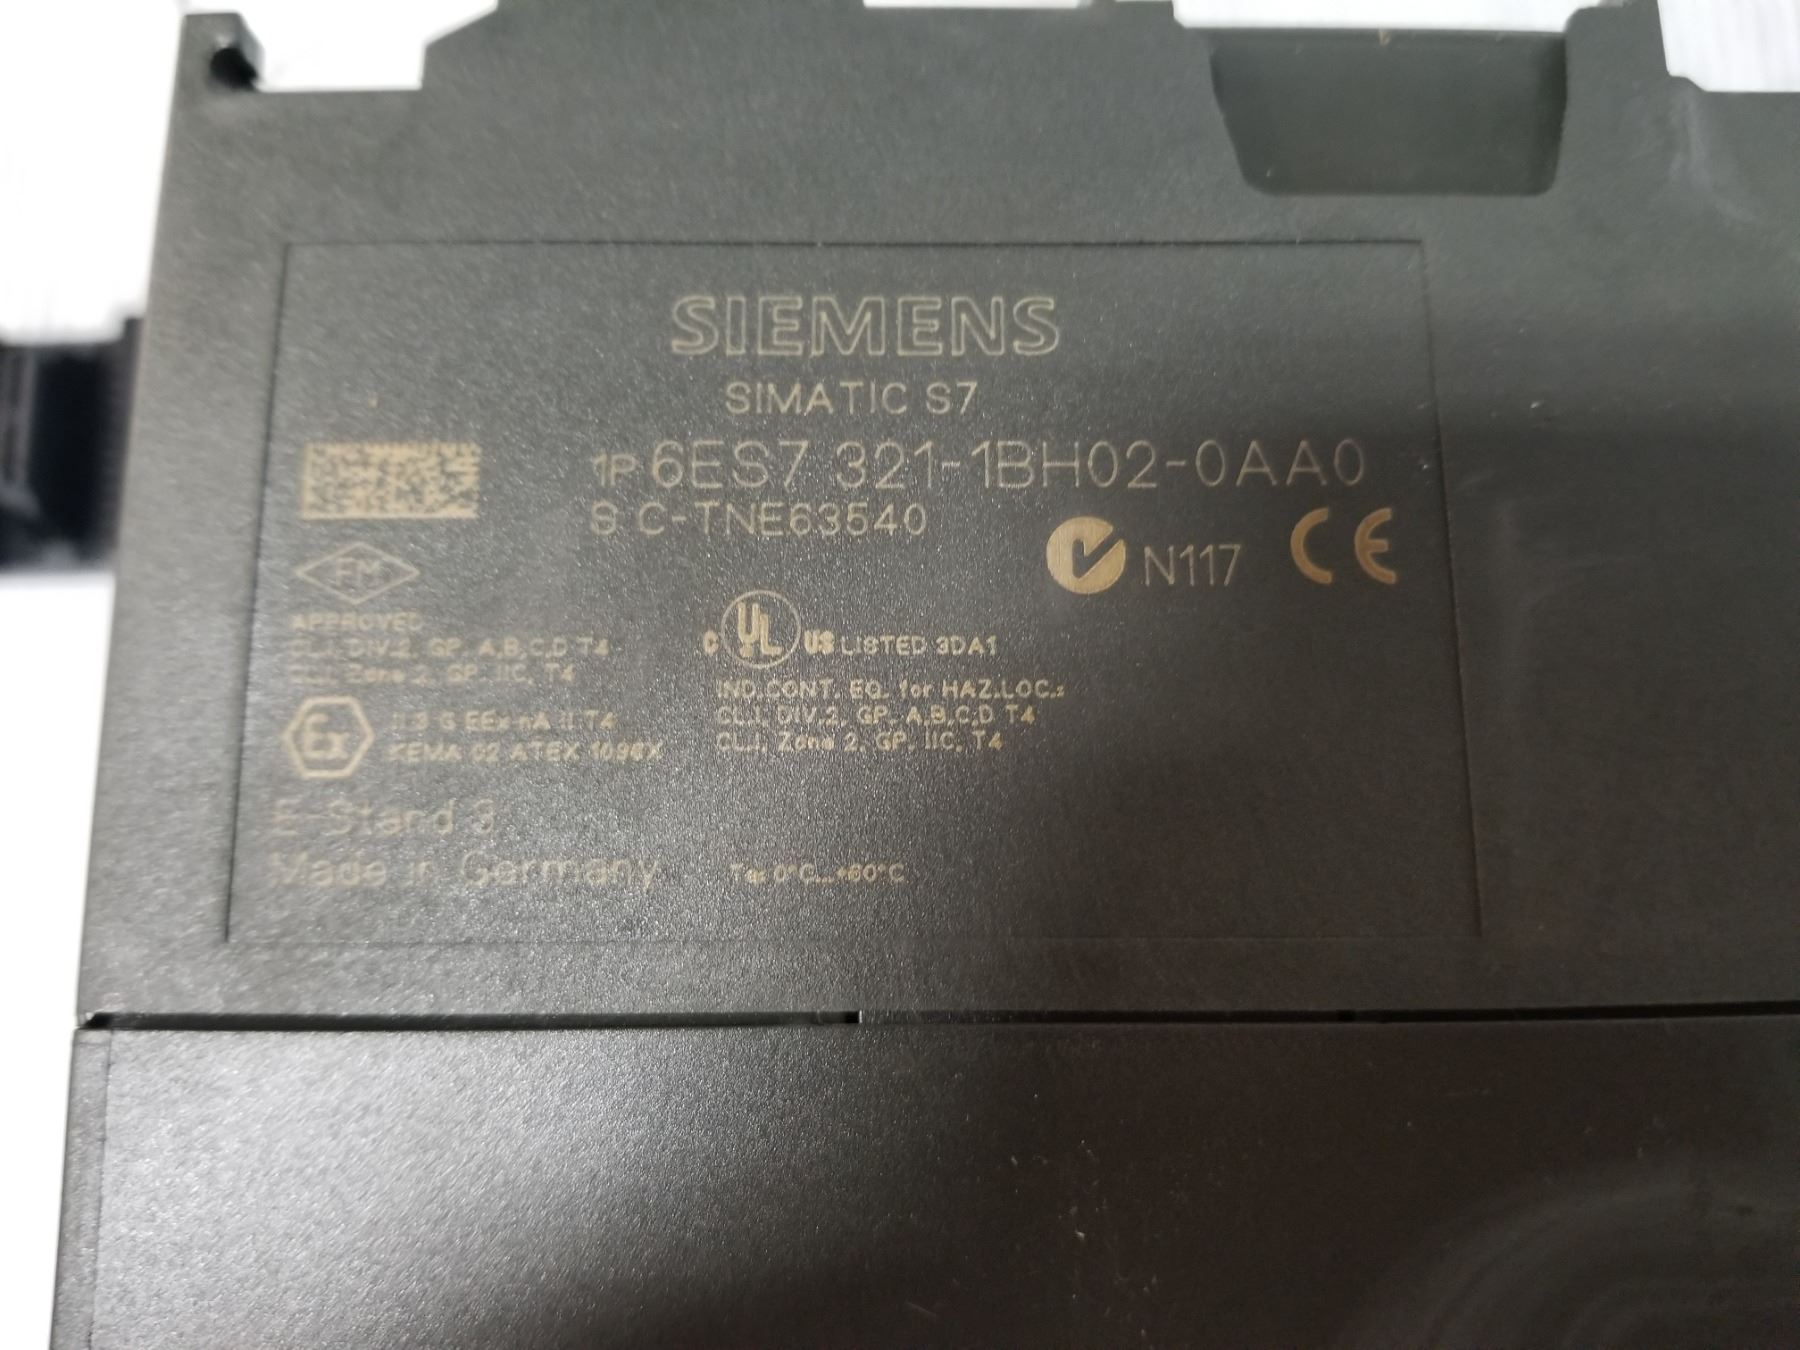 SIEMENS
SIMATIC S7
1P 6ES7 321-1BH02-0AA0
S C-TNE63540
N117 CE
FM
APPROVED
CL.I, DIV.2, GP. A,B,C,D T4
CL.I, Zone 2, GP. IIC, T4
C UL US LISTED 3DA1
IND.CONT. EQ. for HAZ.LOC.:
CL.I, DIV.2, GP. A,B,C,D T4
CL.I, Zone 2, GP. IIC, T4
Ex II 3 G EEx nA II T4
KEMA 02 ATEX 1096X
E-Stand 3
Made in Germany
Ta: 0°C...+60°C